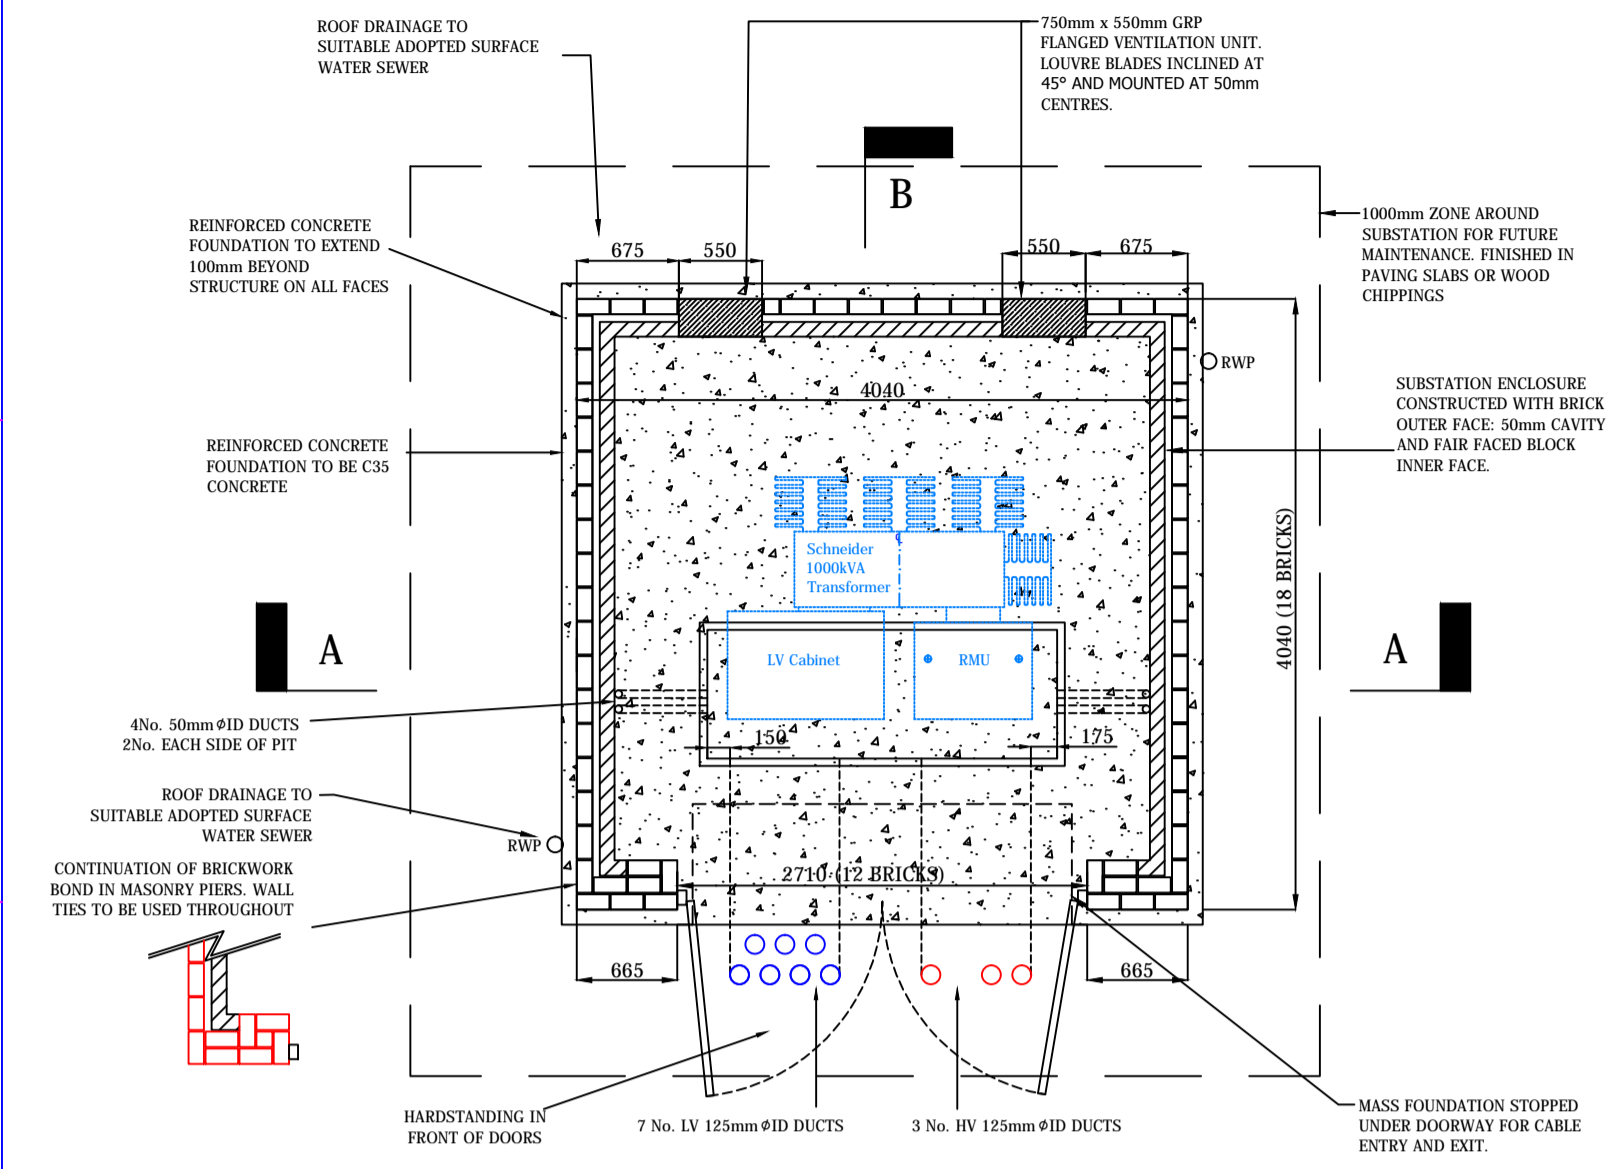 ROOF DRAINAGE TO
SUITABLE ADOPTED SURFACE
WATER SEWER
750mm x 550mm GRP
FLANGED VENTILATION UNIT.
LOUVRE BLADES INCLINED AT
45° AND MOUNTED AT 50mm
CENTRES.
B
REINFORCED CONCRETE
FOUNDATION TO EXTEND
100mm BEYOND
STRUCTURE ON ALL FACES
1000mm ZONE AROUND
SUBSTATION FOR FUTURE
MAINTENANCE. FINISHED IN
PAVING SLABS OR WOOD
CHIPPINGS
675
550
550
675
RWP
4040
SUBSTATION ENCLOSURE
CONSTRUCTED WITH BRICK
OUTER FACE: 50mm CAVITY
AND FAIR FACED BLOCK
INNER FACE.
REINFORCED CONCRETE
FOUNDATION TO BE C35
CONCRETE
4040 (18 BRICKS)
Schneider
1000kVA
Transformer
A
LV Cabinet
RMU
A
4No. 50mm ϕID DUCTS
2No. EACH SIDE OF PIT
150
175
ROOF DRAINAGE TO
SUITABLE ADOPTED SURFACE
WATER SEWER
RWP
CONTINUATION OF BRICKWORK
BOND IN MASONRY PIERS. WALL
TIES TO BE USED THROUGHOUT
2710 (12 BRICKS)
665
665
HARDSTANDING IN
FRONT OF DOORS
7 No. LV 125mm ϕID DUCTS
3 No. HV 125mm ϕID DUCTS
MASS FOUNDATION STOPPED
UNDER DOORWAY FOR CABLE
ENTRY AND EXIT.